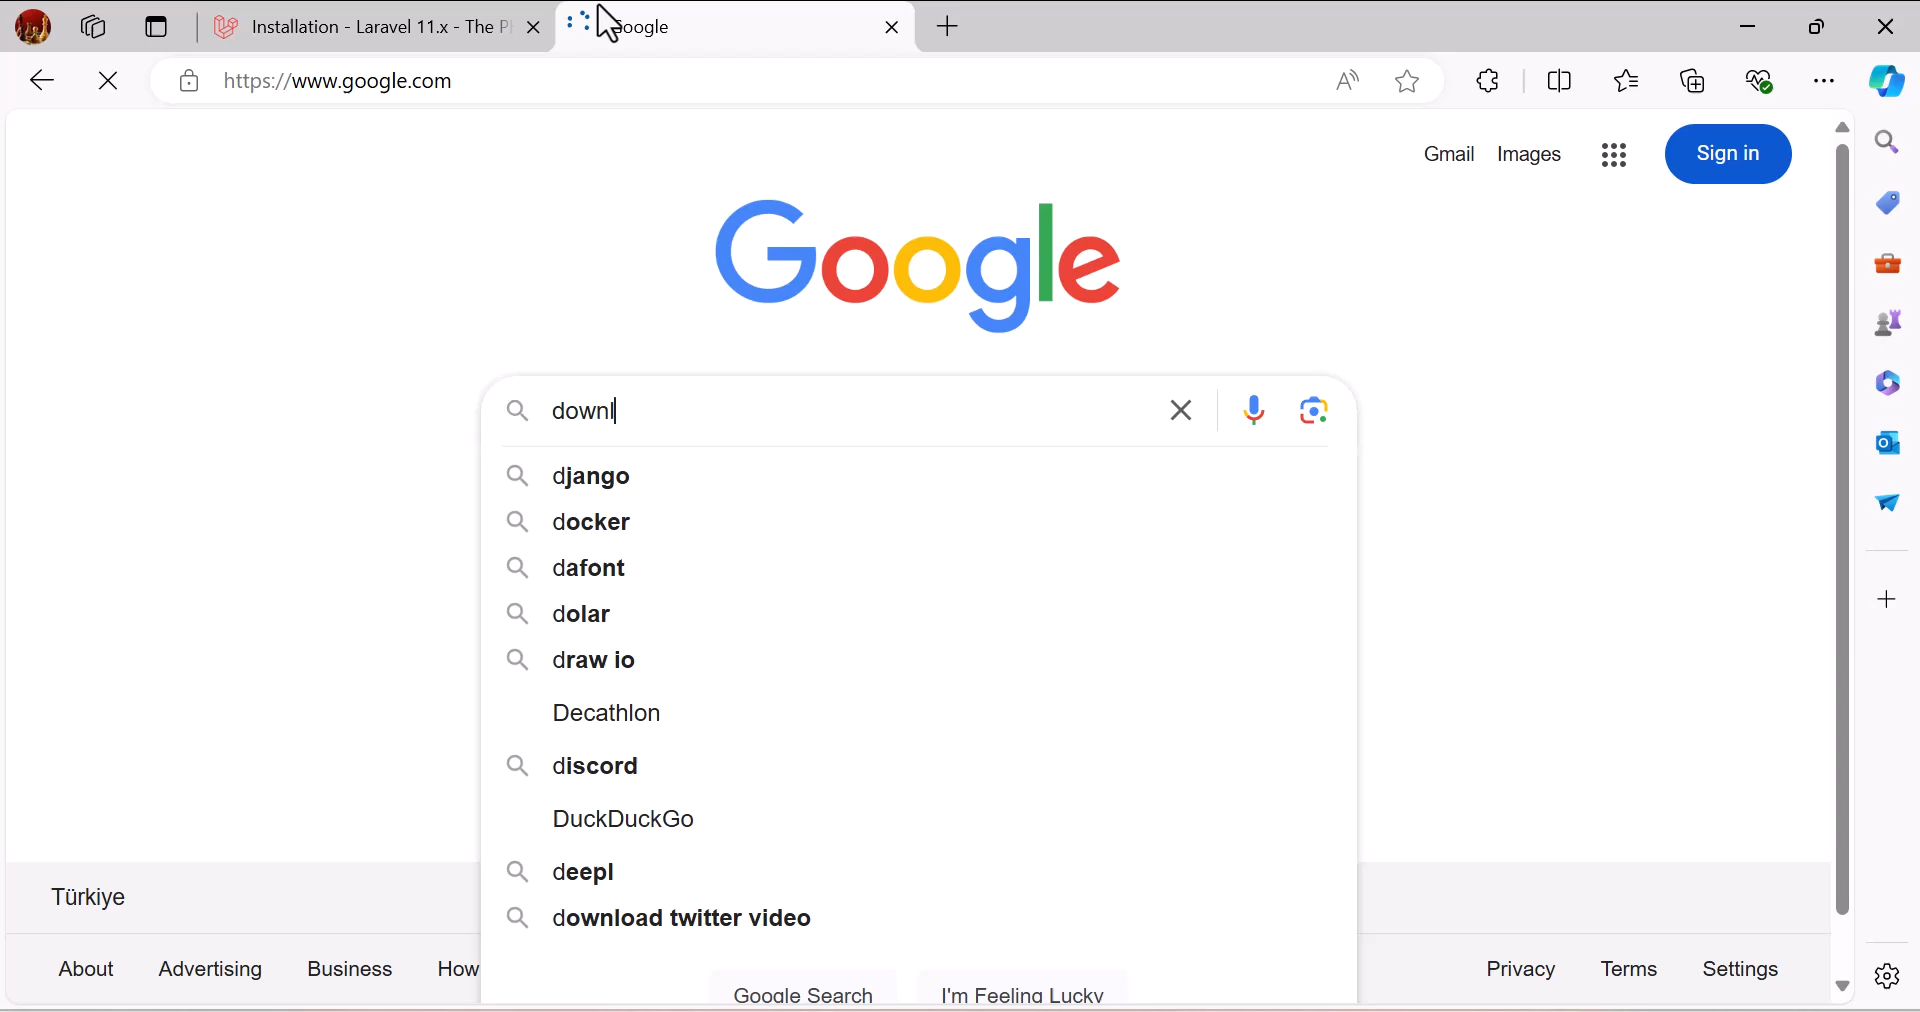 Installation - Laravel 11.x - The P
Google
https://www.google.com
Gmail
Images
Sign in
Google
downl
django
docker
dafont
dolar
draw io
Decathlon
discord
DuckDuckGo
deepl
download twitter video
Türkiye
About
Advertising
Business
How
Google Search
I'm Feeling Lucky
Privacy
Terms
Settings